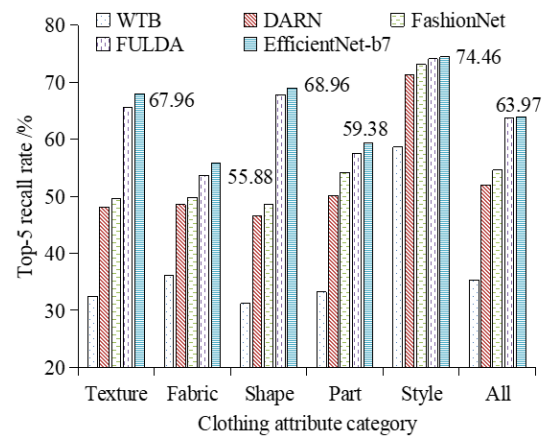 WTB DARN FashionNet
FULDA EfficientNet-b7
Top-5 recall rate /%
80
70
60
50
40
30
20
67.96
55.88
68.96
59.38
74.46
63.97
Texture Fabric Shape Part Style All
Clothing attribute category